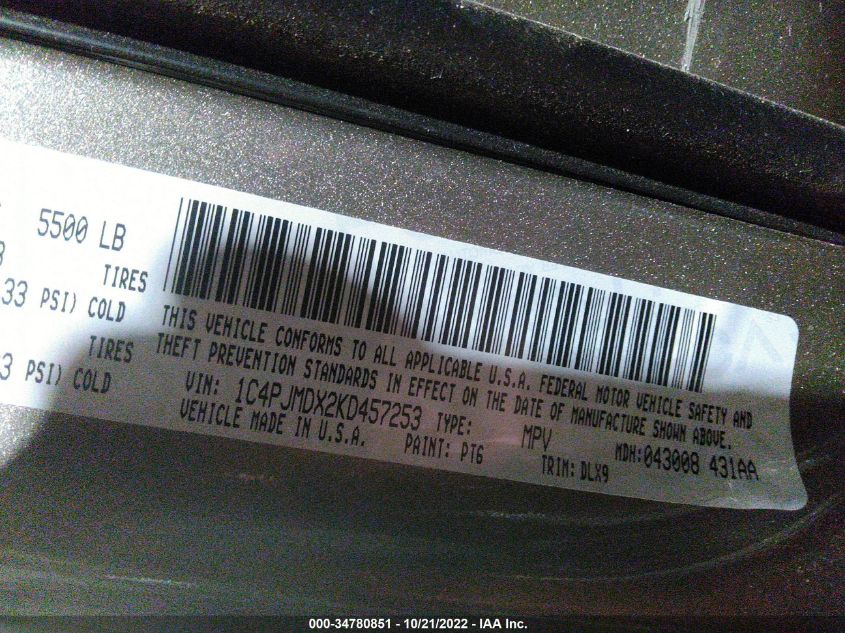 5500 LB
TIRES
33 PSI) COLD
TIRES
3 PSI) COLD
THIS VEHICLE CONFORMS TO ALL APPLICABLE U.S.A. FEDERAL MOTOR VEHICLE SAFETY AND
THEFT PREVENTION STANDARDS IN EFFECT ON THE DATE OF MANUFACTURE SHOWN ABOVE.
VIN: 1C4PJMDX2KD457253 TYPE: MPV MDH:043008 431AA
VEHICLE MADE IN U.S.A. PAINT: PTG TRIM: DLX9
000-34780851 - 10/21/2022 - IAA Inc.